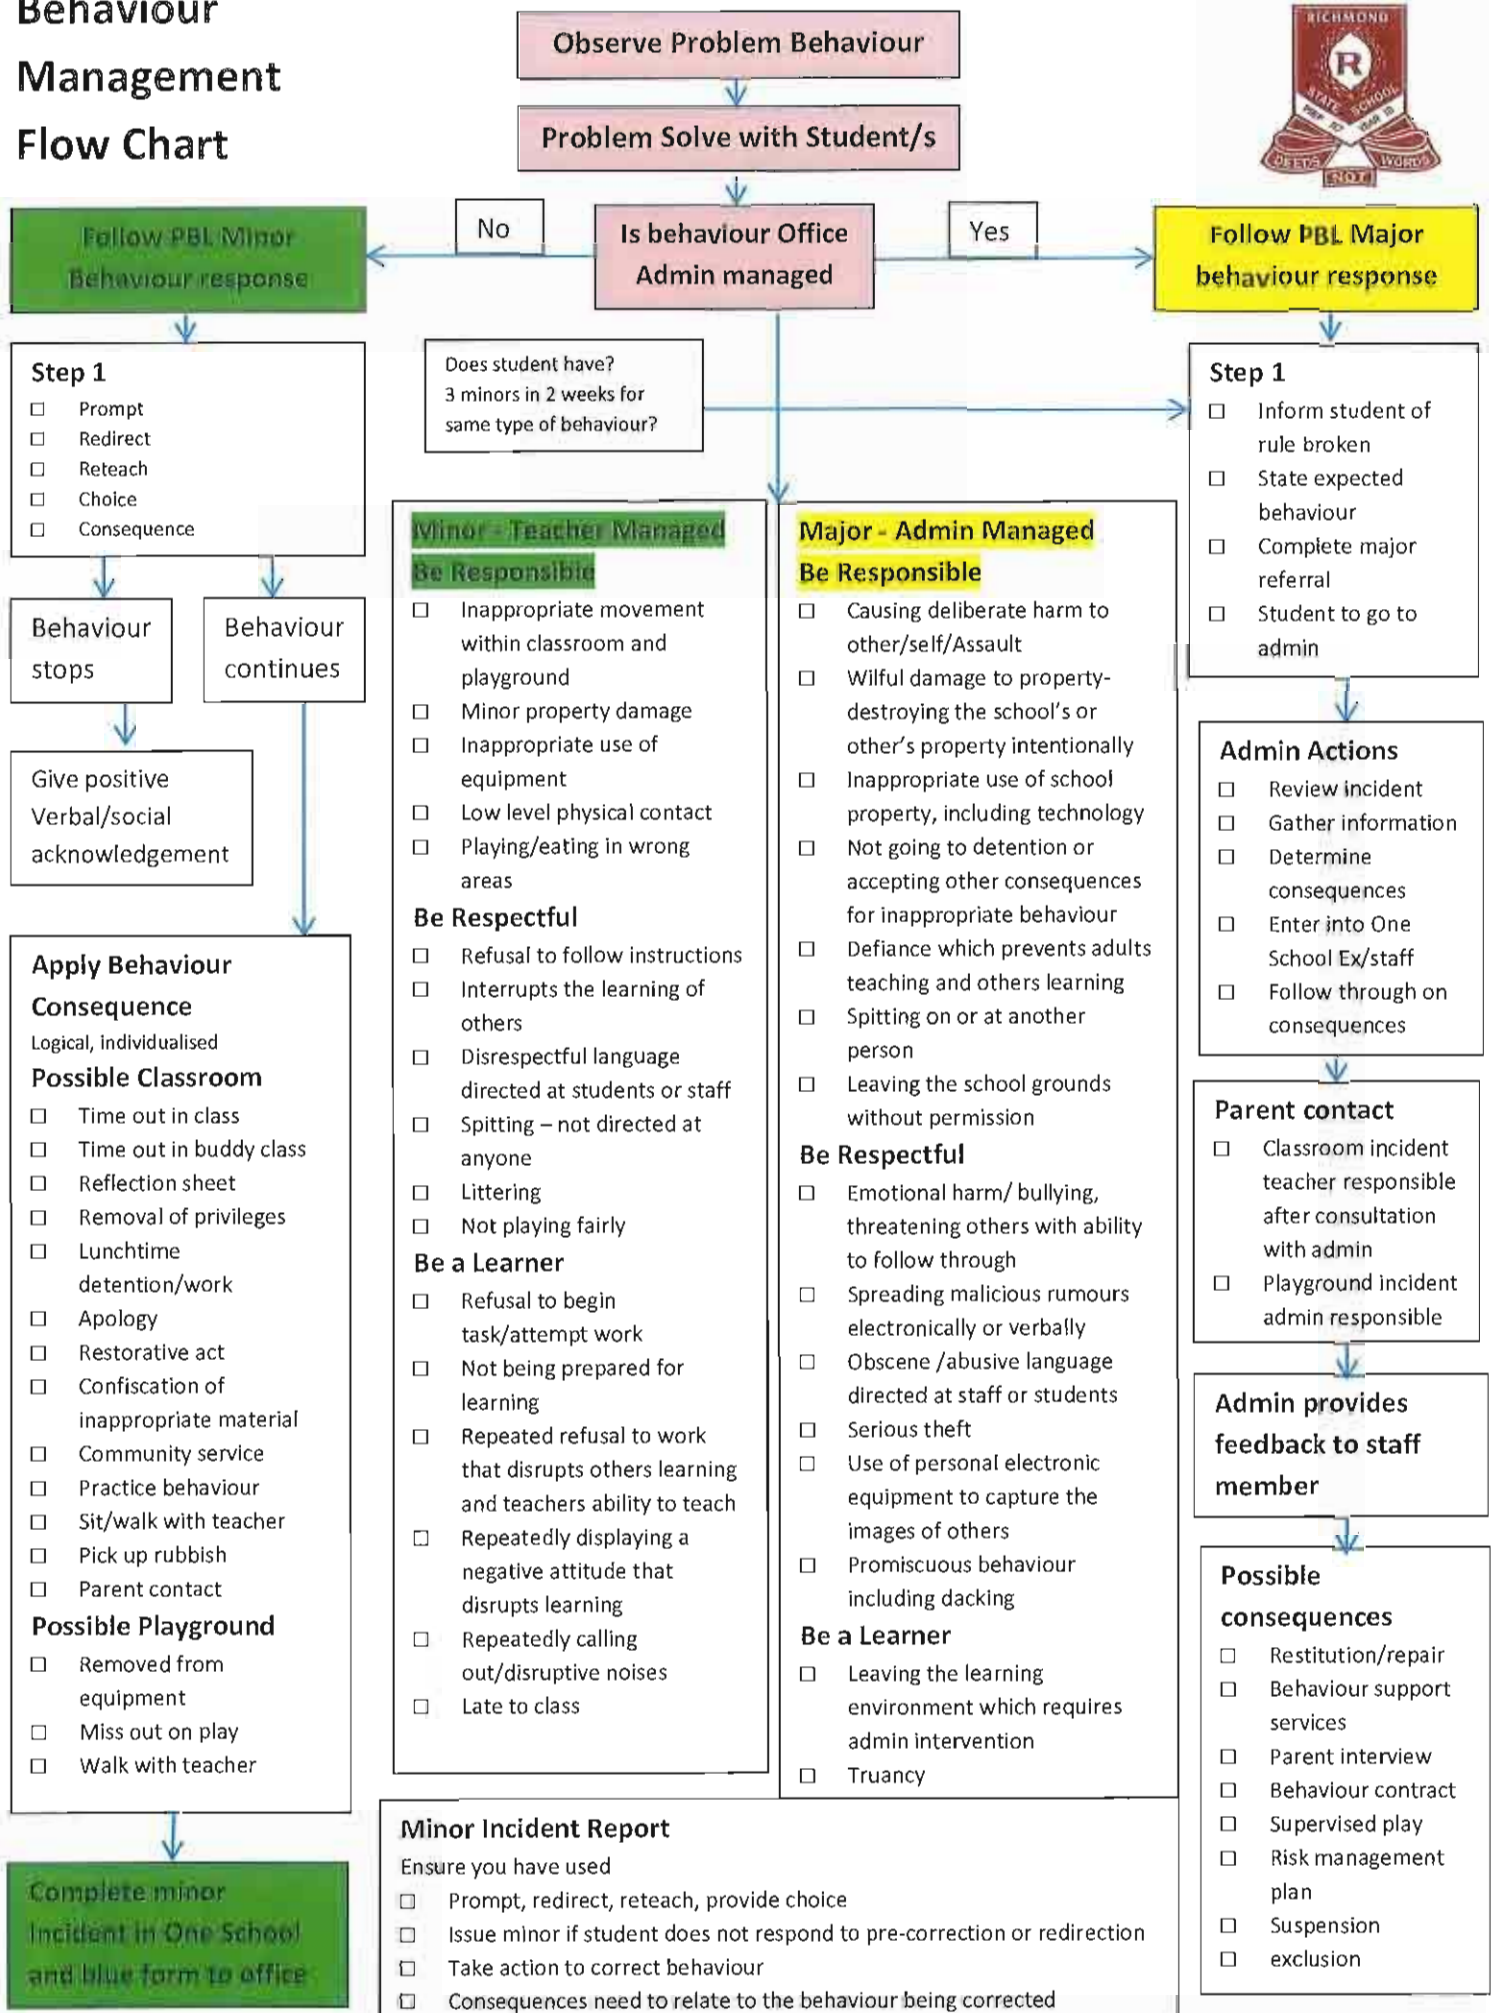 Behaviour
Management
Flow Chart
Observe Problem Behaviour
Problem Solve with Student/s
RICHMOND
R
STATE SCHOOL
PREP TO YEAR 10
DEEDS NOT WORDS
Follow PBL Minor
Behaviour response
No
Is behaviour Office
Admin managed
Yes
Follow PBL Major
behaviour response
Step 1
☐ Prompt
☐ Redirect
☐ Reteach
☐ Choice
☐ Consequence
Does student have?
3 minors in 2 weeks for
same type of behaviour?
Behaviour
stops
Behaviour
continues
Give positive
Verbal/social
acknowledgement
Apply Behaviour
Consequence
Logical, individualised
Possible Classroom
☐ Time out in class
☐ Time out in buddy class
☐ Reflection sheet
☐ Removal of privileges
☐ Lunchtime
detention/work
☐ Apology
☐ Restorative act
☐ Confiscation of
inappropriate material
☐ Community service
☐ Practice behaviour
☐ Sit/walk with teacher
☐ Pick up rubbish
☐ Parent contact
Possible Playground
☐ Removed from
equipment
☐ Miss out on play
☐ Walk with teacher
Complete minor
Incident in One School
and blue form to office
Minor - Teacher Managed
Be Responsible
☐ Inappropriate movement
within classroom and
playground
☐ Minor property damage
☐ Inappropriate use of
equipment
☐ Low level physical contact
☐ Playing/eating in wrong
areas
Be Respectful
☐ Refusal to follow instructions
☐ Interrupts the learning of
others
☐ Disrespectful language
directed at students or staff
☐ Spitting – not directed at
anyone
☐ Littering
☐ Not playing fairly
Be a Learner
☐ Refusal to begin
task/attempt work
☐ Not being prepared for
learning
☐ Repeated refusal to work
that disrupts others learning
and teachers ability to teach
☐ Repeatedly displaying a
negative attitude that
disrupts learning
☐ Repeatedly calling
out/disruptive noises
☐ Late to class
Major - Admin Managed
Be Responsible
☐ Causing deliberate harm to
other/self/Assault
☐ Wilful damage to property-
destroying the school's or
other's property intentionally
☐ Inappropriate use of school
property, including technology
☐ Not going to detention or
accepting other consequences
for inappropriate behaviour
☐ Defiance which prevents adults
teaching and others learning
☐ Spitting on or at another
person
☐ Leaving the school grounds
without permission
Be Respectful
☐ Emotional harm/ bullying,
threatening others with ability
to follow through
☐ Spreading malicious rumours
electronically or verbally
☐ Obscene /abusive language
directed at staff or students
☐ Serious theft
☐ Use of personal electronic
equipment to capture the
images of others
☐ Promiscuous behaviour
including dacking
Be a Learner
☐ Leaving the learning
environment which requires
admin intervention
☐ Truancy
Minor Incident Report
Ensure you have used
☐ Prompt, redirect, reteach, provide choice
☐ Issue minor if student does not respond to pre-correction or redirection
☐ Take action to correct behaviour
☐ Consequences need to relate to the behaviour being corrected
Step 1
☐ Inform student of
rule broken
☐ State expected
behaviour
☐ Complete major
referral
☐ Student to go to
admin
Admin Actions
☐ Review incident
☐ Gather information
☐ Determine
consequences
☐ Enter into One
School Ex/staff
☐ Follow through on
consequences
Parent contact
☐ Classroom incident
teacher responsible
after consultation
with admin
☐ Playground incident
admin responsible
Admin provides
feedback to staff
member
Possible
consequences
☐ Restitution/repair
☐ Behaviour support
services
☐ Parent interview
☐ Behaviour contract
☐ Supervised play
☐ Risk management
plan
☐ Suspension
☐ exclusion